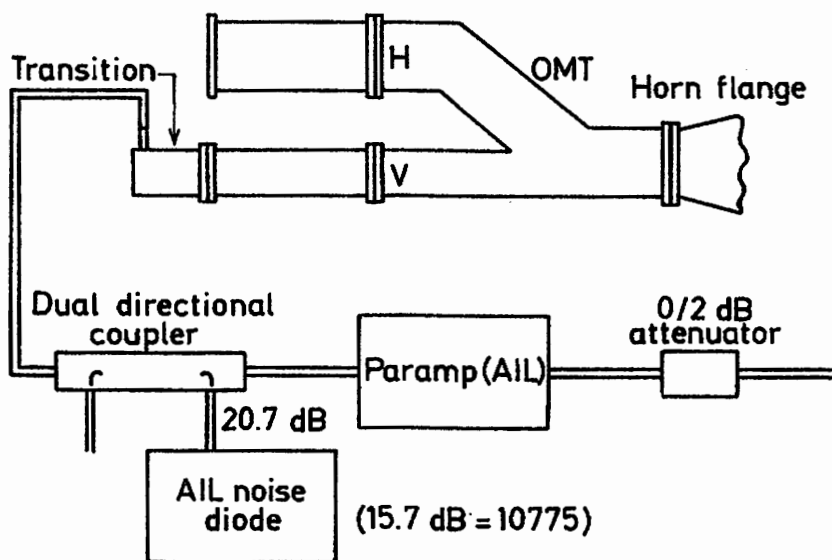 H
OMT
Transition
Horn flange
V
Dual directional
coupler
0/2 dB
attenuator
Paramp (AIL)
20.7 dB
AIL noise
diode
(15.7 dB = 10775)